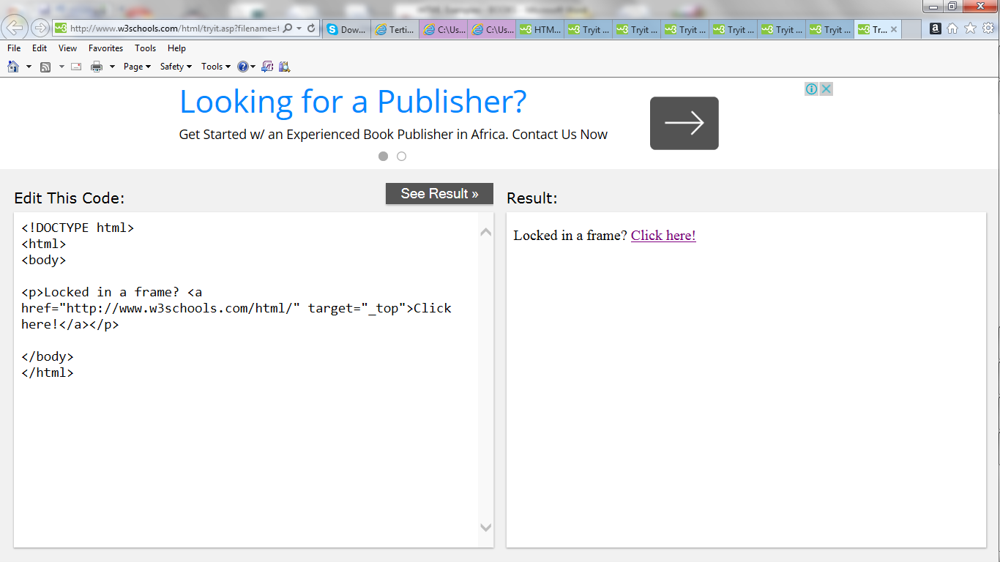 http://www.w3schools.com/html/tryit.asp?filename=
Dow... Terti... C:\Us... C:\Us... HTM... Tryit ... Tryit ... Tryit ... Tryit ... Tryit ... Tryit ... Tr...
File Edit View Favorites Tools Help
Page Safety Tools
Looking for a Publisher?
Get Started w/ an Experienced Book Publisher in Africa. Contact Us Now
Edit This Code:
See Result »
Result:
<!DOCTYPE html>
<html>
<body>
<p>Locked in a frame? <a
href="http://www.w3schools.com/html/" target="_top">Click
here!</a></p>
</body>
</html>
Locked in a frame? Click here!